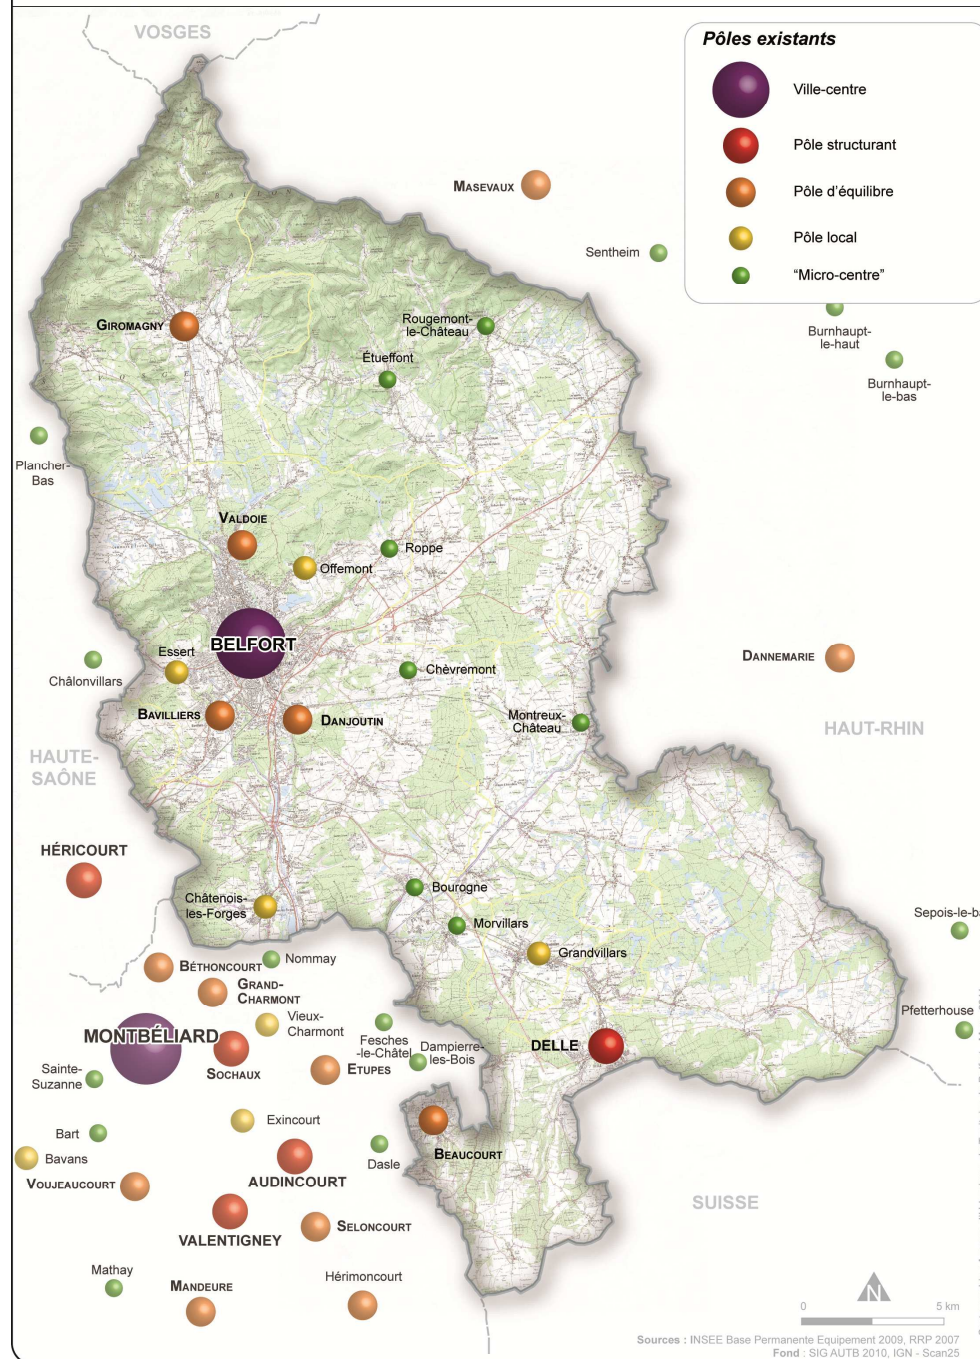 VOSGES
Pôles existants
Ville-centre
Pôle structurant
Pôle d'équilibre
Pôle local
"Micro-centre"
MASEVAUX
Sentheim
GIROMAGNY
Rougemont-
le-Château
Burnhaupt-
le-haut
Étueffont
Burnhaupt-
le-bas
Plancher-
Bas
VALDOIE
Roppe
Offemont
BELFORT
Essert
DANNEMARIE
Châlonvillars
Chèvremont
BAVILLIERS
DANJOUTIN
Montreux-
Château
HAUT-RHIN
HAUTE-
SAÔNE
HÉRICOURT
Bourogne
Châtenois-
les-Forges
Sepois-le-b
Morvillars
Grandvillars
Nommay
BÉTHONCOURT
GRAND-
CHARMONT
Pfetterhouse
Vieux-
Charmont
MONTBÉLIARD
Fesches
-le-Châtel
Dampierre-
les-Bois
DELLE
SOCHAUX
ETUPES
Sainte-
Suzanne
Exincourt
Bart
BEAUCOURT
Bavans
Dasle
AUDINCOURT
VOUJEAUCOURT
SUISSE
SELONCOURT
VALENTIGNEY
Mathay
MANDEURE
Hérimoncourt
N
0 5 km
Sources : INSEE Base Permanente Equipement 2009, RRP 2007
Fond : SIG AUTB 2010, IGN - Scan25